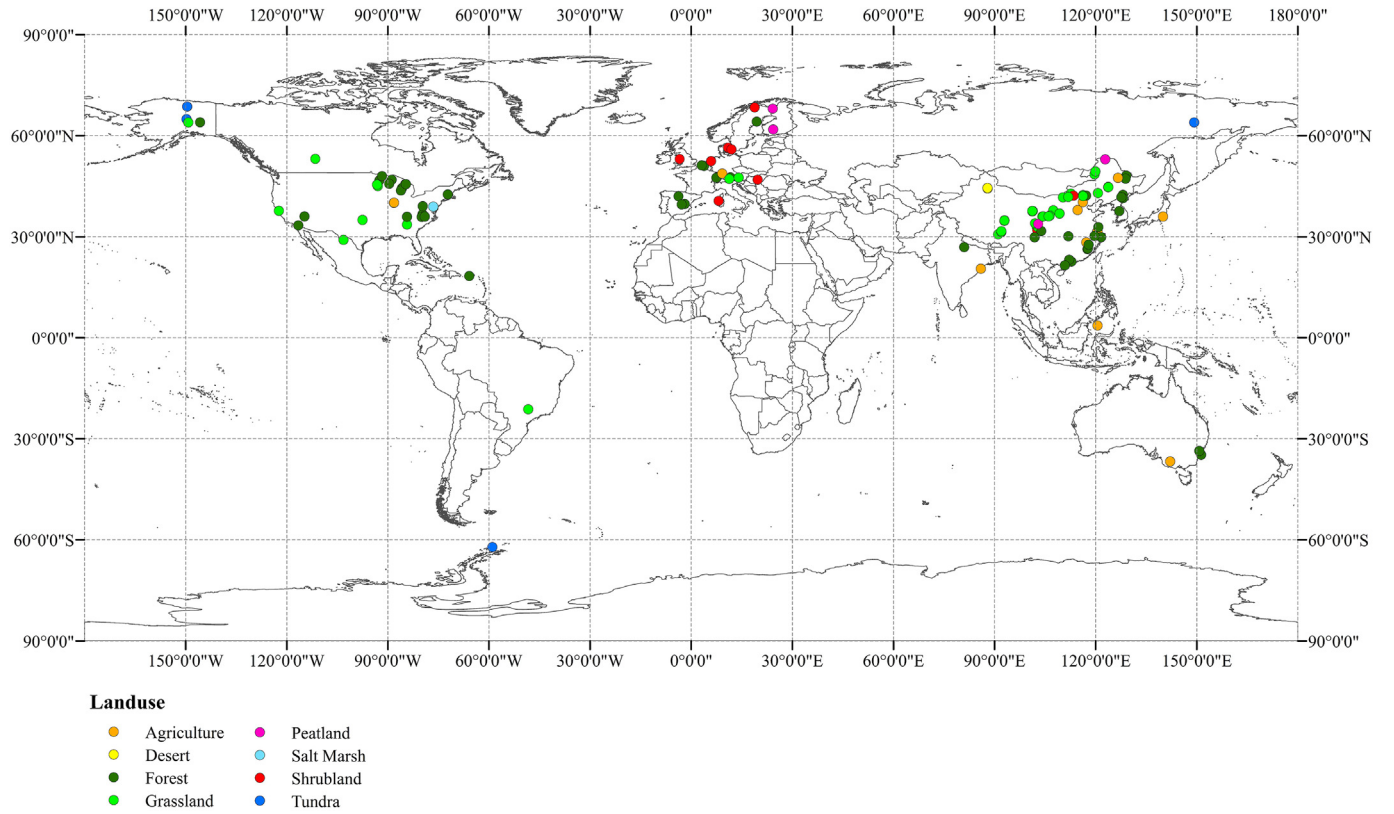 150°0'0"W 120°0'0"W 90°0'0"W 60°0'0"W 30°0'0"W 0°0'0" 30°0'0"E 60°0'0"E 90°0'0"E 120°0'0"E 150°0'0"E 180°0'0"
90°0'0"N 90°0'0"N
60°0'0"N 60°0'0"N
30°0'0"N 30°0'0"N
0°0'0" 0°0'0"
30°0'0"S 30°0'0"S
60°0'0"S 60°0'0"S
90°0'0"S 90°0'0"S
150°0'0"W 120°0'0"W 90°0'0"W 60°0'0"W 30°0'0"W 0°0'0" 30°0'0"E 60°0'0"E 90°0'0"E 120°0'0"E 150°0'0"E 180°0'0"
Landuse
Agriculture Peatland
Desert Salt Marsh
Forest Shrubland
Grassland Tundra